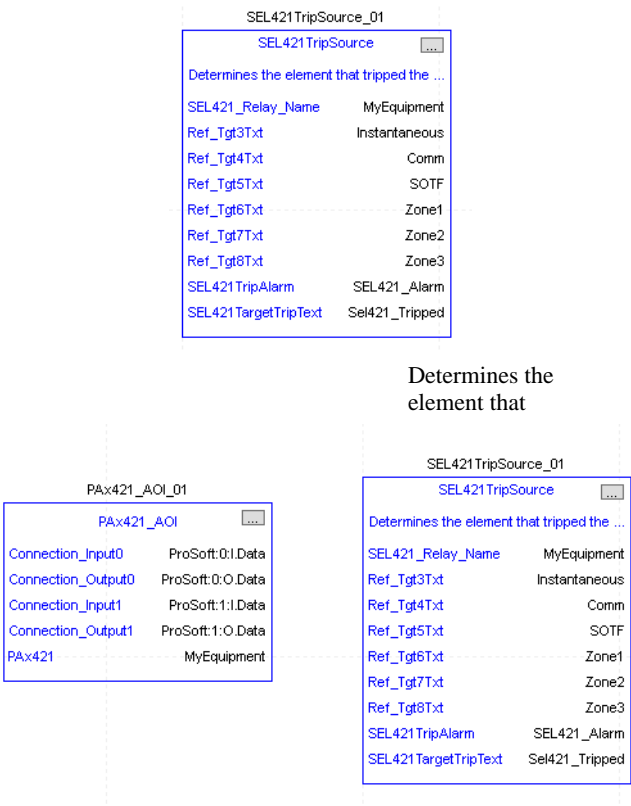 SEL421TripSource_01
SEL421TripSource ...
Determines the element that tripped the ...
SEL421_Relay_Name MyEquipment
Ref_Tgt3Txt Instantaneous
Ref_Tgt4Txt Comm
Ref_Tgt5Txt SOTF
Ref_Tgt6Txt Zone1
Ref_Tgt7Txt Zone2
Ref_Tgt8Txt Zone3
SEL421TripAlarm SEL421_Alarm
SEL421TargetTripText Sel421_Tripped
Determines the
element that
PAx421_AOI_01
PAx421_AOI ...
Connection_Input0 ProSoft:0:I.Data
Connection_Output0 ProSoft:0:O.Data
Connection_Input1 ProSoft:1:I.Data
Connection_Output1 ProSoft:1:O.Data
PAx421 MyEquipment
SEL421TripSource_01
SEL421TripSource ...
Determines the element that tripped the ...
SEL421_Relay_Name MyEquipment
Ref_Tgt3Txt Instantaneous
Ref_Tgt4Txt Comm
Ref_Tgt5Txt SOTF
Ref_Tgt6Txt Zone1
Ref_Tgt7Txt Zone2
Ref_Tgt8Txt Zone3
SEL421TripAlarm SEL421_Alarm
SEL421TargetTripText Sel421_Tripped